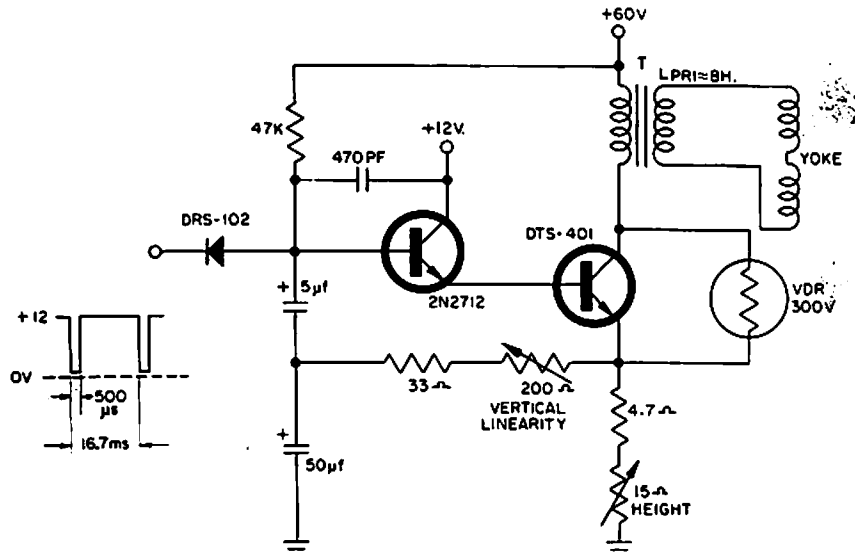 +60V
T
LPRI≈8H.
47K
+12V.
470PF
YOKE
DRS-102
DTS-401
+
5µf
2N2712
VDR
300V
+12
0V
33Ω
200Ω
VERTICAL
LINEARITY
4.7Ω
500
µs
16.7ms
+
50µf
15Ω
HEIGHT